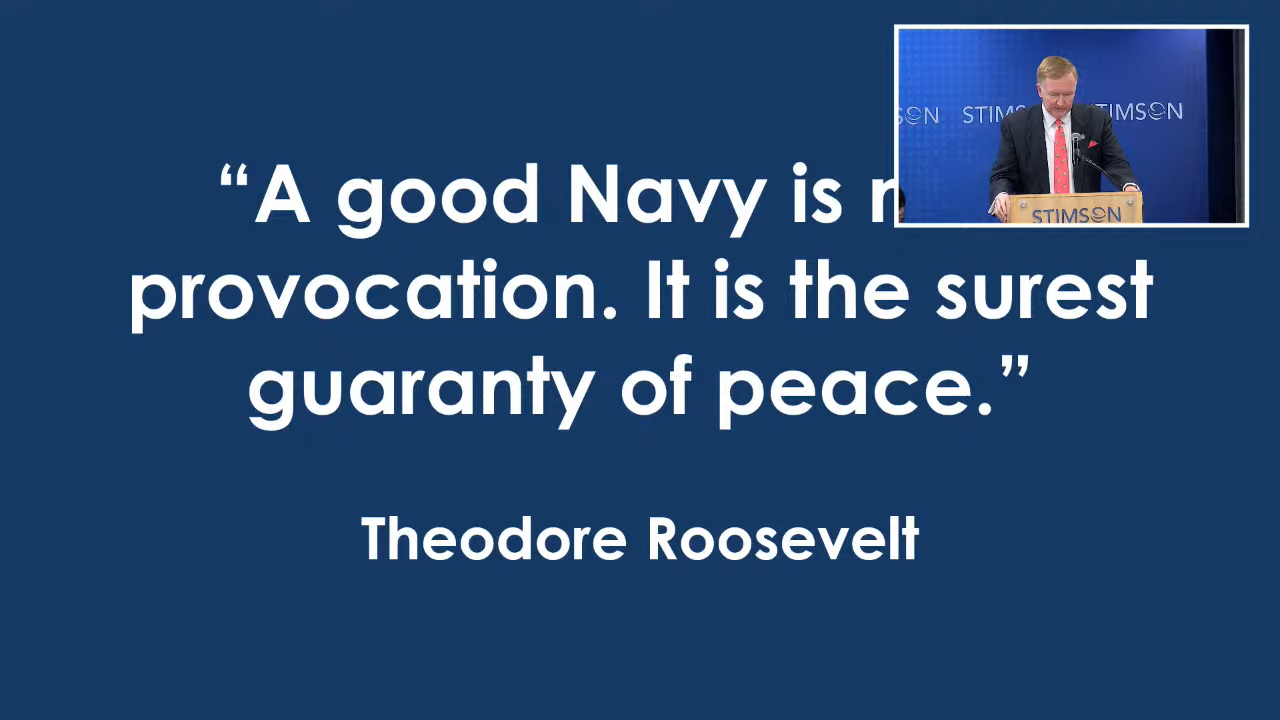 “A good Navy is
provocation. It is the surest
guaranty of peace.”
Theodore Roosevelt
STIMSON
STIMSON